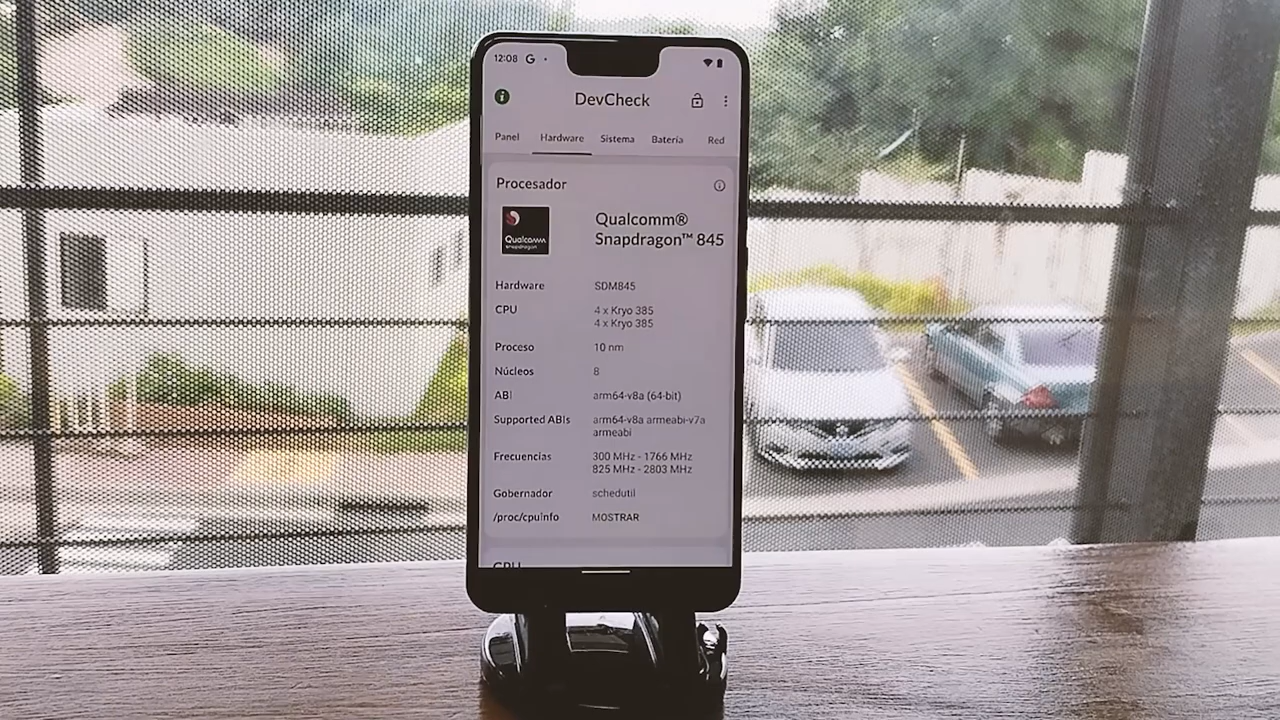 12:08 G
DevCheck
Panel Hardware Sistema Batería Red
Procesador
Qualcomm
snapdragon
Qualcomm®
Snapdragon™ 845
Hardware SDM845
CPU 4 x Kryo 385
4 x Kryo 385
Proceso 10 nm
Núcleos 8
ABI arm64-v8a (64-bit)
Supported ABIs arm64-v8a armeabi-v7a
armeabi
Frecuencias 300 MHz - 1766 MHz
825 MHz - 2803 MHz
Gobernador schedutil
/proc/cpuinfo MOSTRAR
CPU